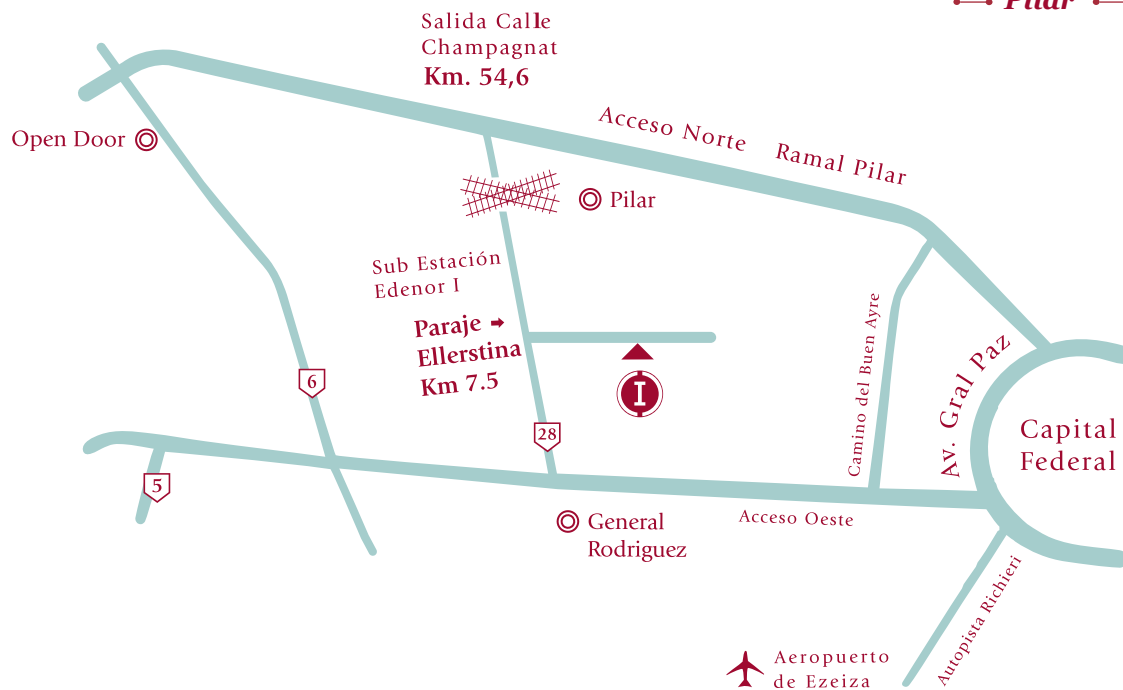 Pilar
Salida Calle
Champagnat
Km. 54,6
Acceso Norte Ramal Pilar
Open Door
Pilar
Sub Estación
Edenor I
Paraje
Ellerstina
Km 7.5
Camino del Buen Ayre
Av. Gral Paz
6
I
Capital
Federal
28
5
Acceso Oeste
General
Rodriguez
Autopista Richieri
Aeropuerto
de Ezeiza